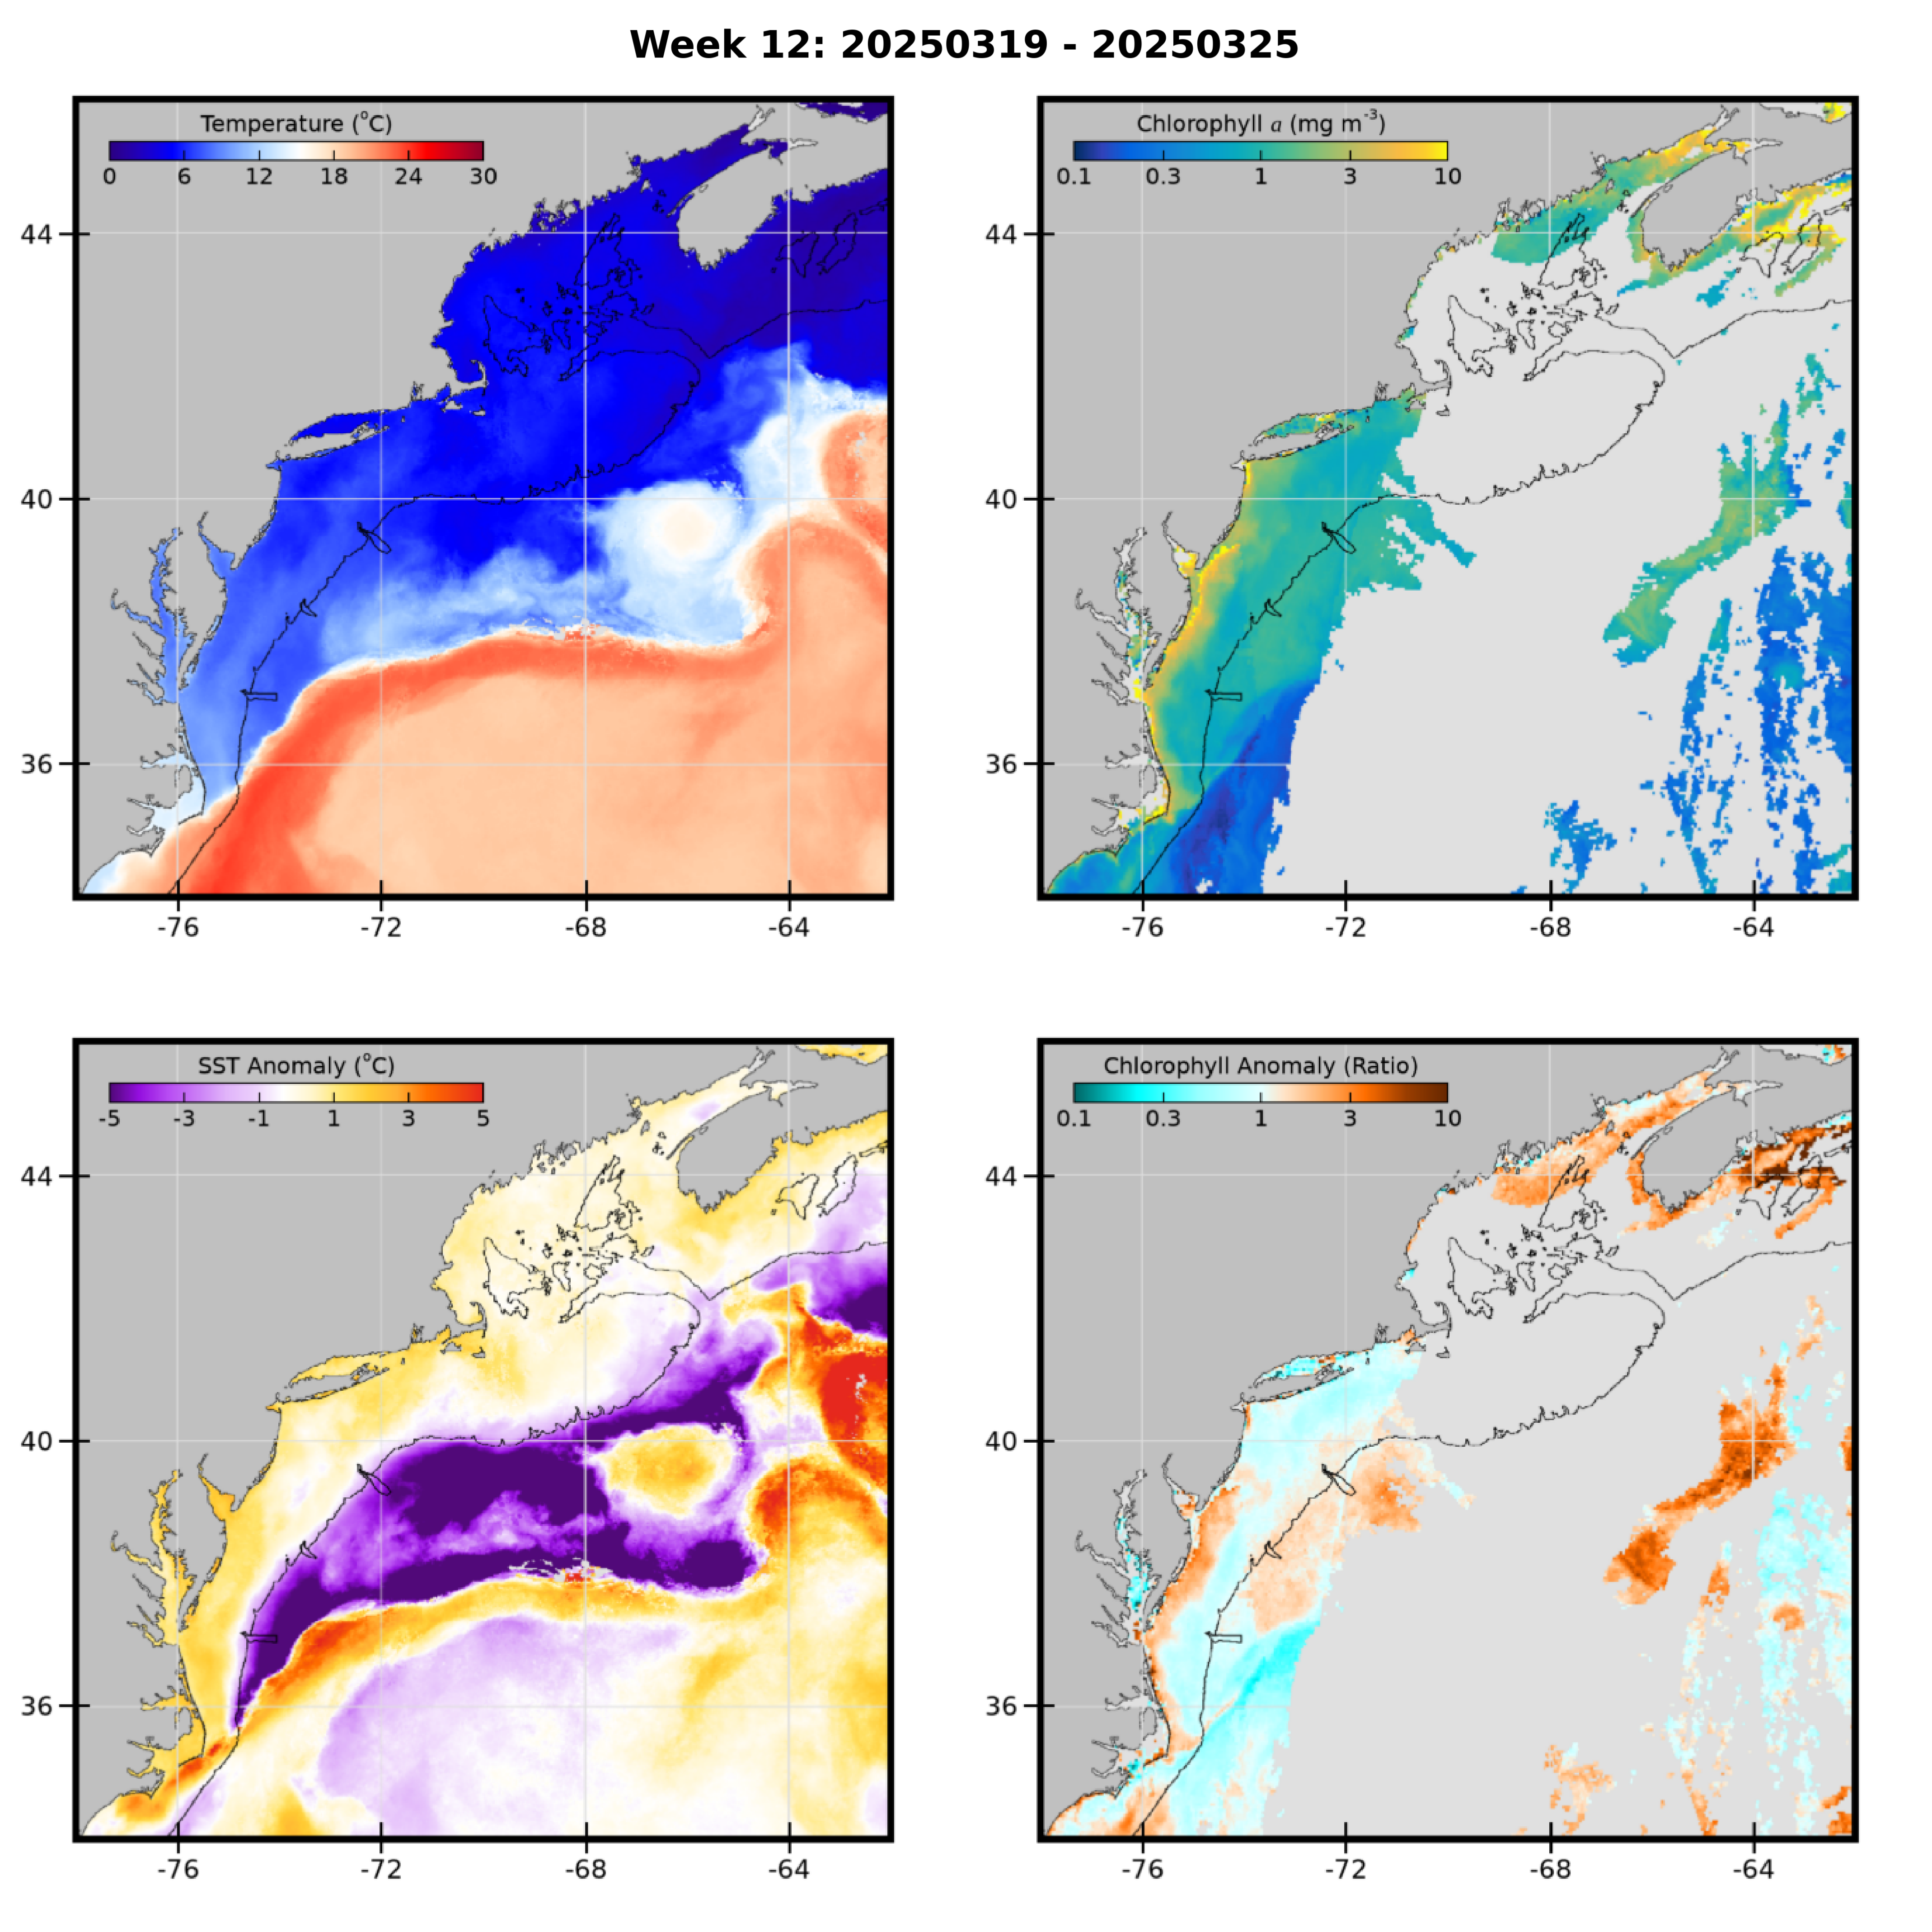 Week 12: 20250319 - 20250325
Temperature (°C)
0 6 12 18 24 30
44
40
36
-76 -72 -68 -64
Chlorophyll a (mg m⁻³)
0.1 0.3 1 3 10
44
40
36
-76 -72 -68 -64
SST Anomaly (°C)
-5 -3 -1 1 3 5
44
40
36
-76 -72 -68 -64
Chlorophyll Anomaly (Ratio)
0.1 0.3 1 3 10
44
40
36
-76 -72 -68 -64